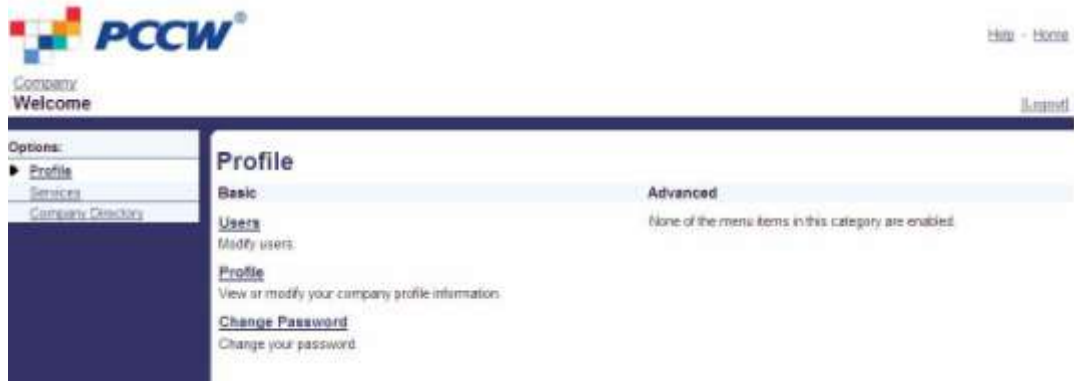 PCCW®
Help - Home
Company
Welcome
[Logout]
Options:
Profile
Services
Company Directory
Profile
Basic
Advanced
Users
Modify users.
None of the menu items in this category are enabled.
Profile
View or modify your company profile information.
Change Password
Change your password.